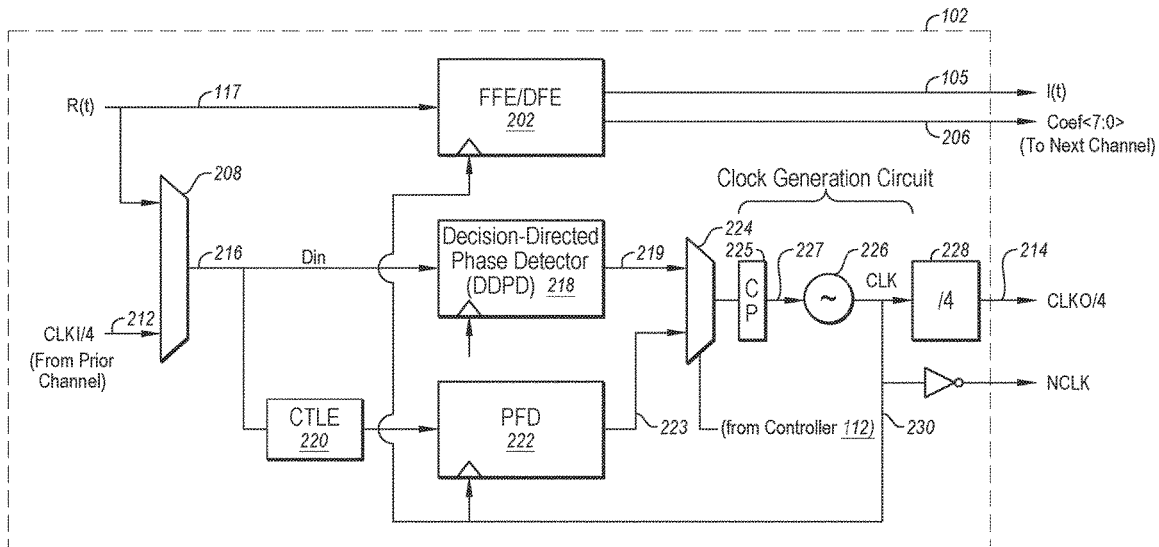 102
R(t)
117
FFE/DFE
202
105
I(t)
206
Coef<7:0>
(To Next Channel)
208
216
Din
CLKI/4
212
(From Prior
Channel)
Decision-Directed
Phase Detector
(DDPD) 218
219
224
Clock Generation Circuit
225
C
P
227
226
~
CLK
228
/4
214
CLKO/4
NCLK
CTLE
220
PFD
222
223
(from Controller 112)
230